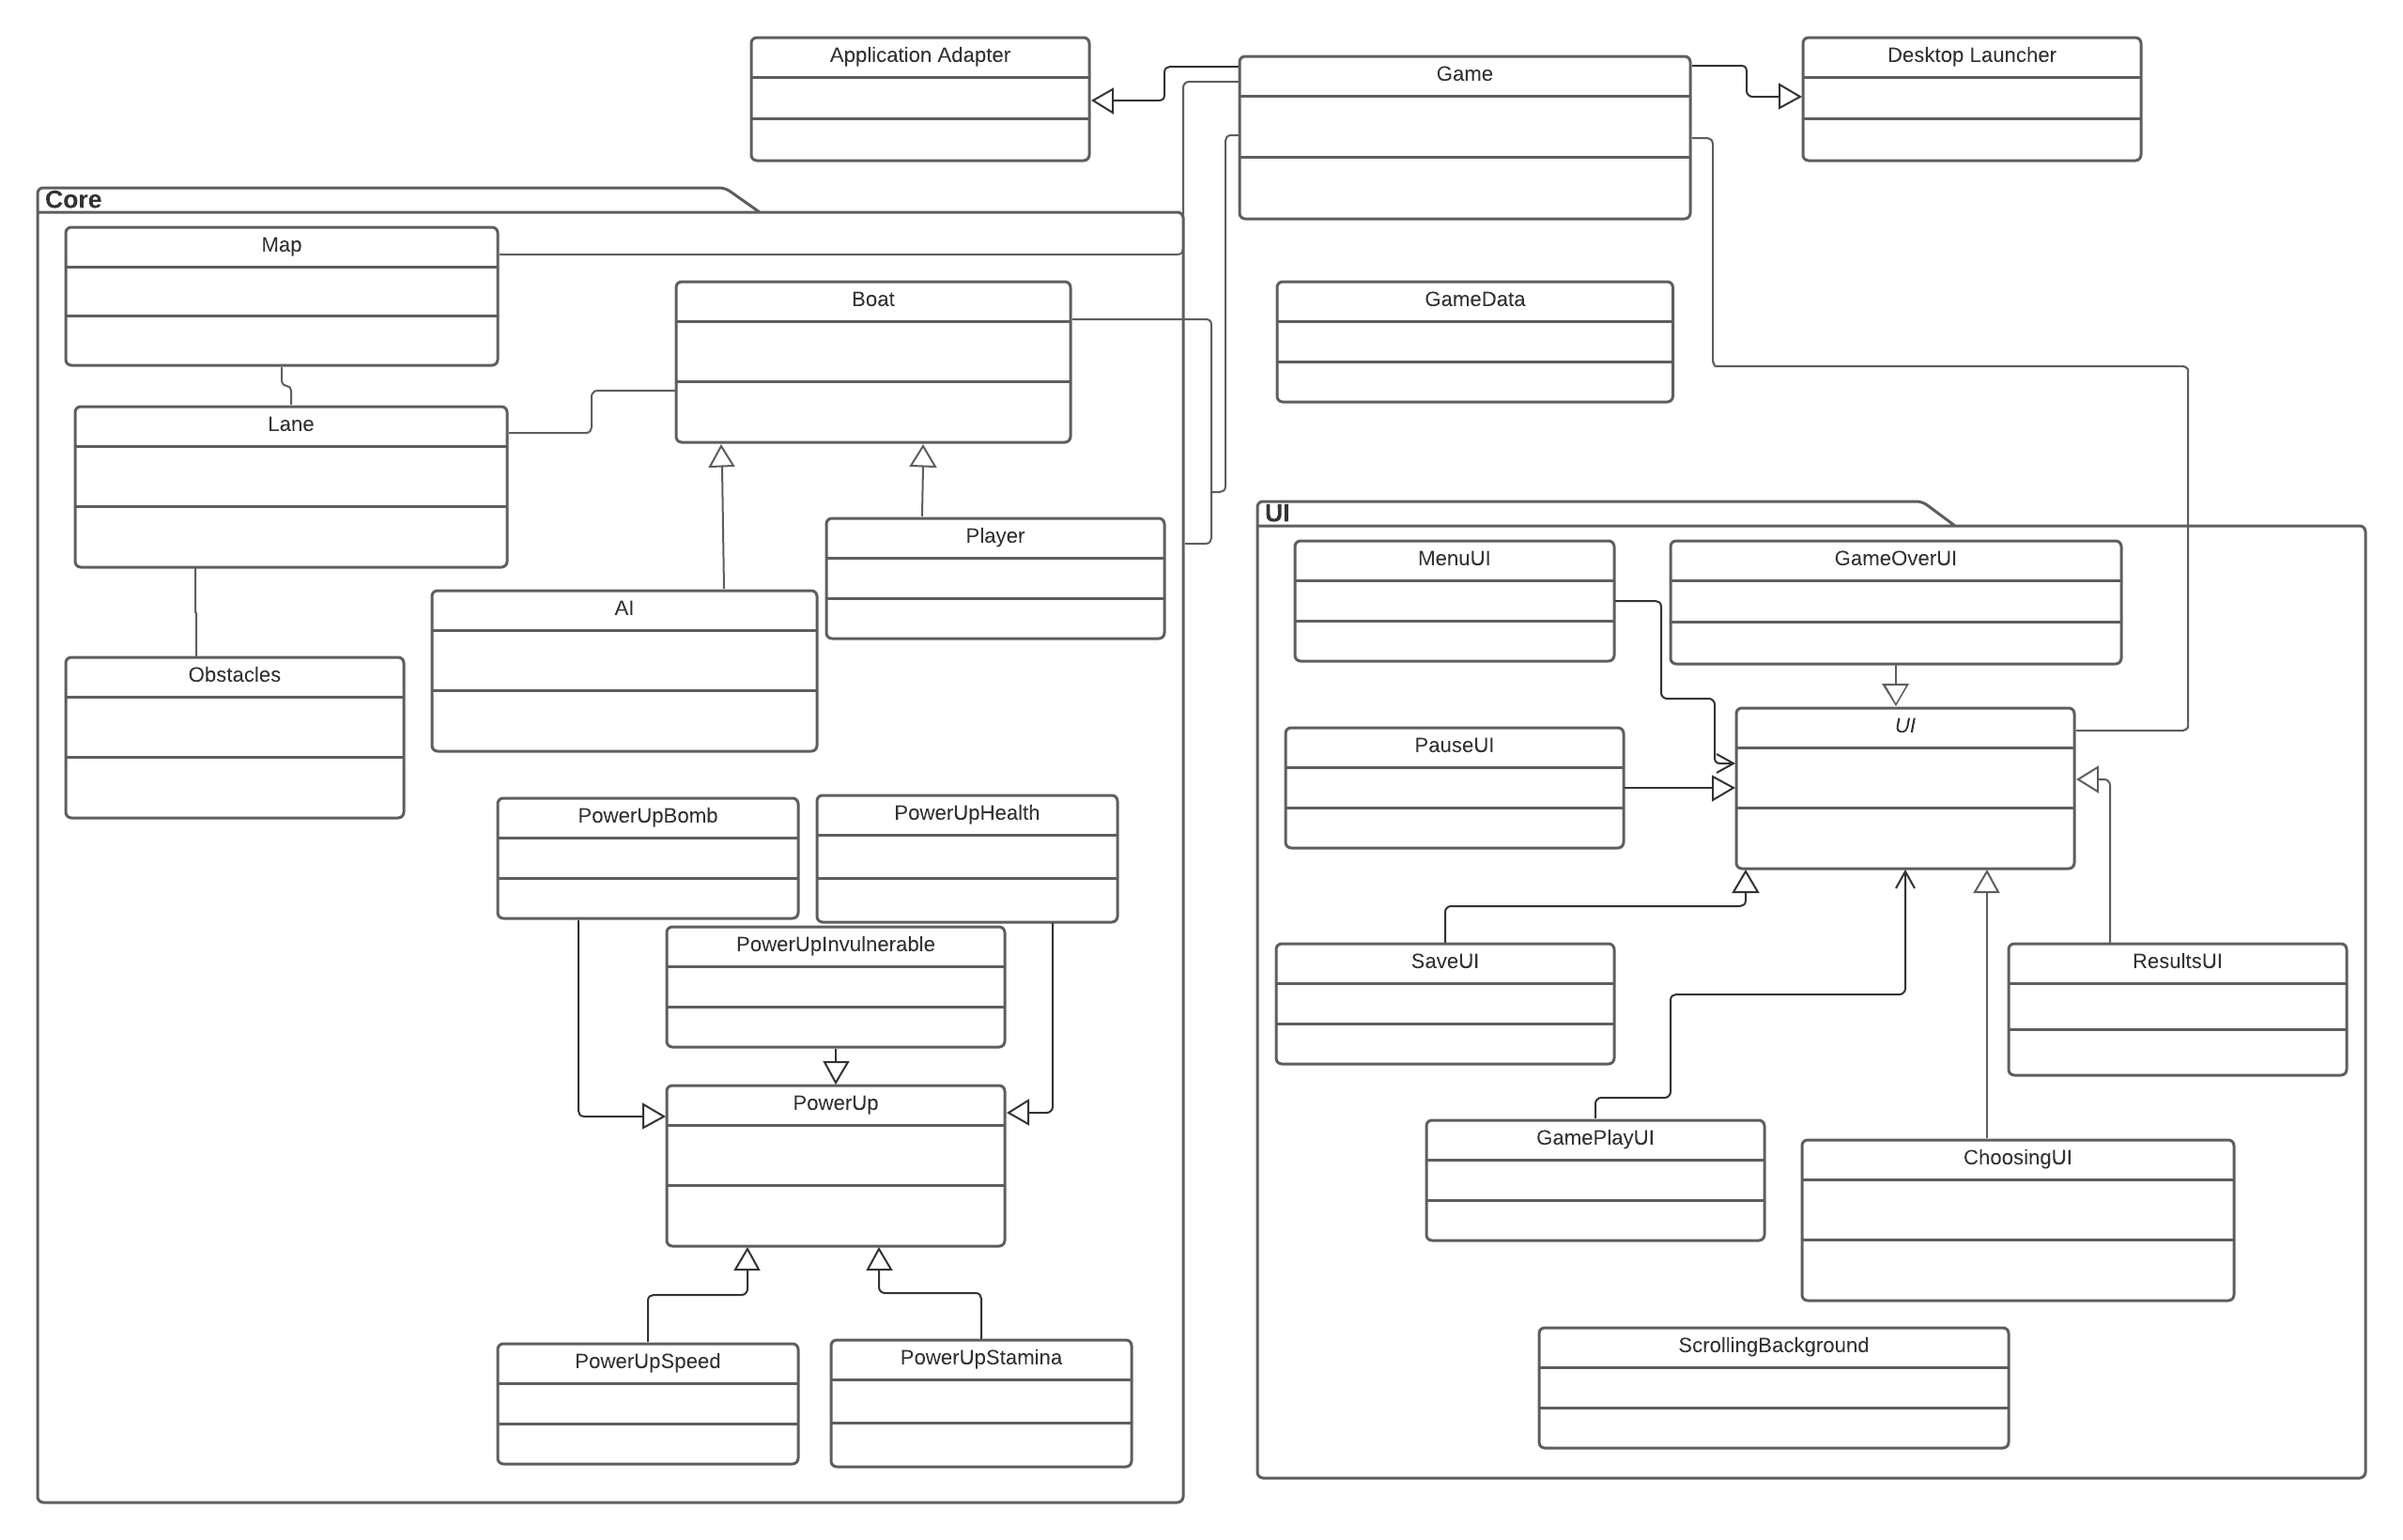 Application Adapter
Game
Desktop Launcher
Core
Map
Boat
GameData
Lane
Player
AI
Obstacles
PowerUpBomb
PowerUpHealth
PowerUpInvulnerable
PowerUp
PowerUpSpeed
PowerUpStamina
UI
MenuUI
GameOverUI
UI
PauseUI
SaveUI
ResultsUI
GamePlayUI
ChoosingUI
ScrollingBackground